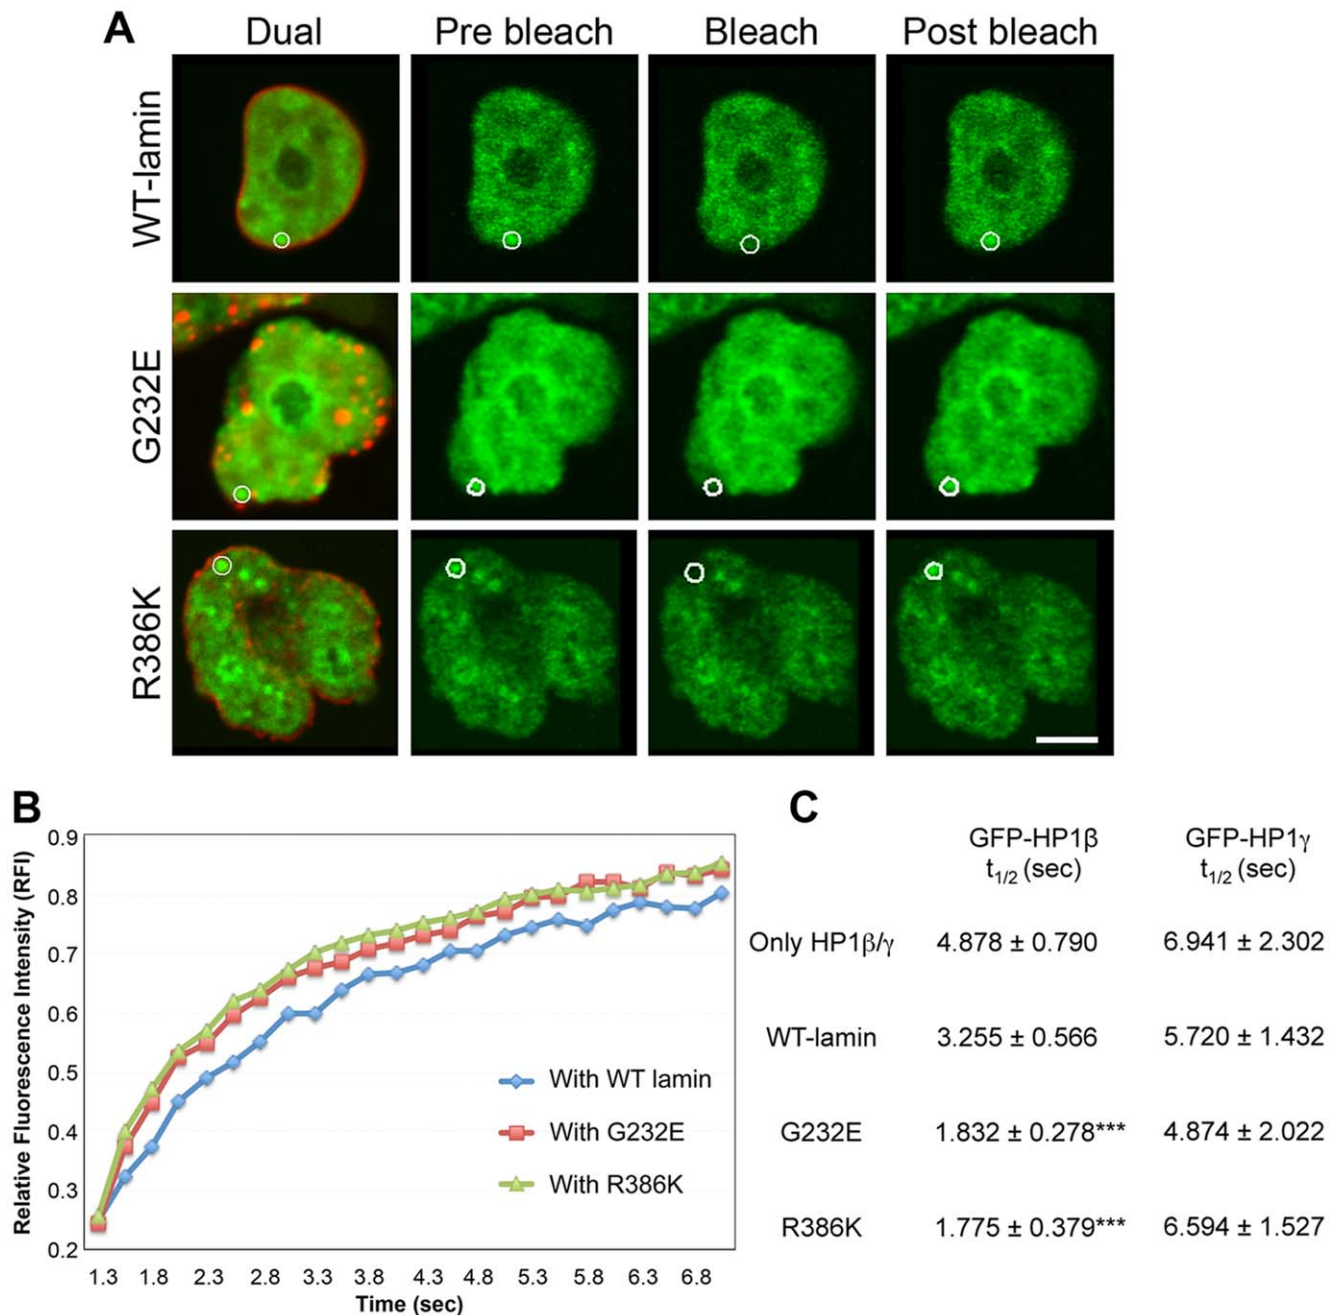 A
Dual Pre bleach Bleach Post bleach
WT-lamin
G232E
R386K
B
Relative Fluorescence Intensity (RFI)
0.9
0.8
0.7
0.6
0.5
0.4
0.3
0.2
With WT lamin
With G232E
With R386K
1.3 1.8 2.3 2.8 3.3 3.8 4.3 4.8 5.3 5.8 6.3 6.8
Time (sec)
C
GFP-HP1β GFP-HP1γ
t1/2 (sec) t1/2 (sec)
Only HP1β/γ 4.878 ± 0.790 6.941 ± 2.302
WT-lamin 3.255 ± 0.566 5.720 ± 1.432
G232E 1.832 ± 0.278*** 4.874 ± 2.022
R386K 1.775 ± 0.379*** 6.594 ± 1.527